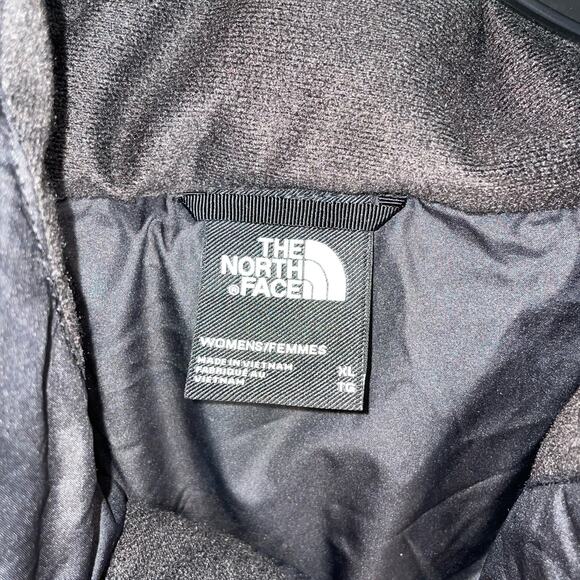 THE
NORTH
®FACE
WOMENS/FEMMES
MADE IN VIETNAM
FABRIQUÉ AU
VIETNAM
XL
TG